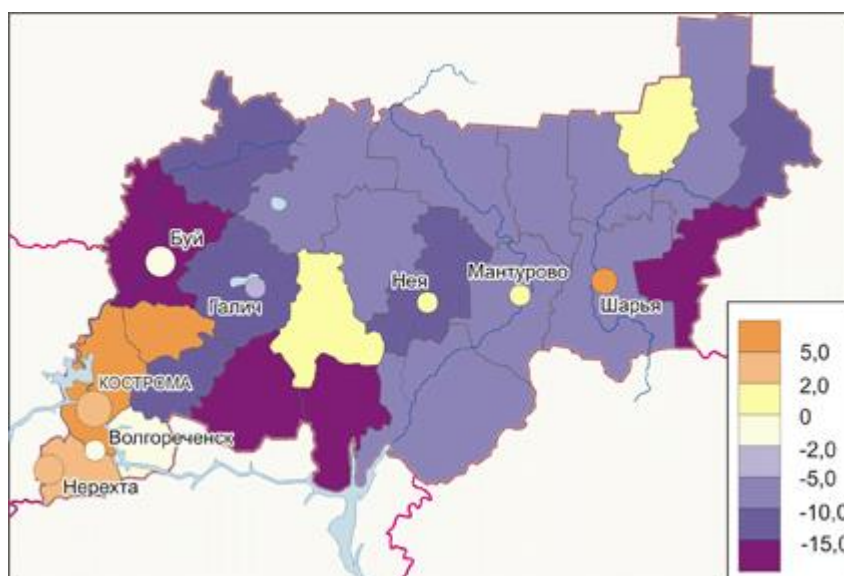 Буй
Галич
Нея
Мантурово
Шарья
КОСТРОМА
Волгореченск
Нерехта
5,0
2,0
0
-2,0
-5,0
-10,0
-15,0